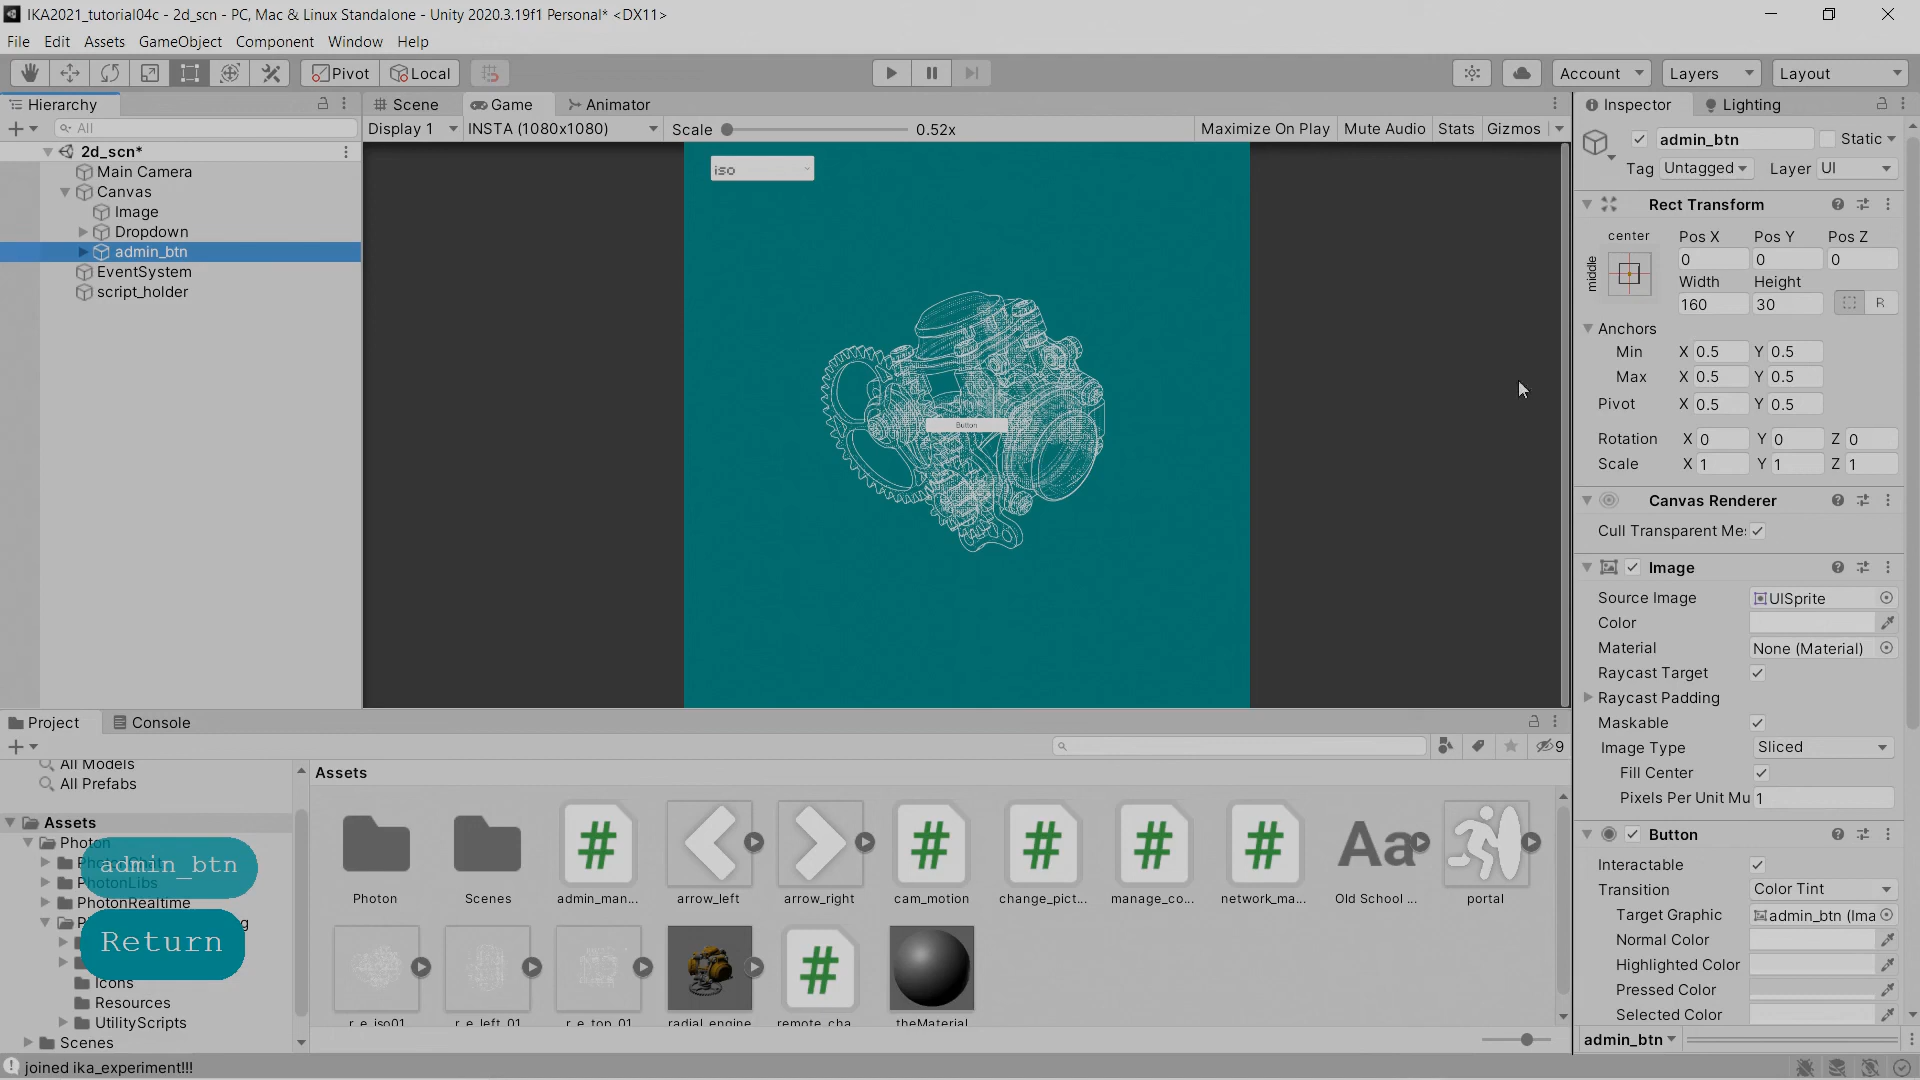 IKA2021_tutorial04c - 2d_scn - PC, Mac & Linux Standalone - Unity 2020.3.19f1 Personal* <DX11>
File Edit Assets GameObject Component Window Help
Pivot Local Account Layers Layout
Hierarchy
All
2d_scn*
Main Camera
Canvas
Image
Dropdown
admin_btn
EventSystem
script_holder
Scene Game Animator
Display 1 INSTA (1080x1080) Scale 0.52x Maximize On Play Mute Audio Stats Gizmos
iso
Button
Inspector Lighting
admin_btn Static
Tag Untagged Layer UI
Rect Transform
center
middle
Pos X Pos Y Pos Z
0 0 0
Width Height
160 30 R
Anchors
Min X 0.5 Y 0.5
Max X 0.5 Y 0.5
Pivot X 0.5 Y 0.5
Rotation X 0 Y 0 Z 0
Scale X 1 Y 1 Z 1
Canvas Renderer
Cull Transparent Me:
Image
Source Image UISprite
Color
Material None (Material)
Raycast Target
Raycast Padding
Maskable
Image Type Sliced
Fill Center
Pixels Per Unit Mu 1
Button
Interactable
Transition Color Tint
Target Graphic admin_btn (Ima
Normal Color
Highlighted Color
Pressed Color
Selected Color
admin_btn
Project Console
9
All Models
All Prefabs
Assets
Photon
PhotonLibs
PhotonRealtime
Icons
Resources
UtilityScripts
Scenes
admin_btn
Return
Assets
Photon Scenes admin_man... arrow_left arrow_right cam_motion change_pict... manage_co... network_ma... Old School ... portal
Aa
r_e_iso01 r_e_left_01 r_e_top_01 radial_engine remote_cha... theMaterial
joined ika_experiment!!!